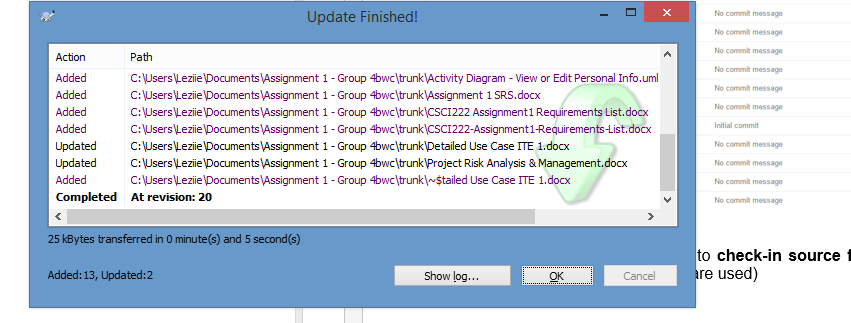 Update Finished!
Action Path
Added C:\Users\Leziie\Documents\Assignment 1 - Group 4bwc\trunk\Activity Diagram - View or Edit Personal Info.uml
Added C:\Users\Leziie\Documents\Assignment 1 - Group 4bwc\trunk\Assignment 1 SRS.docx
Added C:\Users\Leziie\Documents\Assignment 1 - Group 4bwc\trunk\CSCI222 Assignment1 Requirements List.docx
Added C:\Users\Leziie\Documents\Assignment 1 - Group 4bwc\trunk\CSCI222-Assignment1-Requirements-List.docx
Updated C:\Users\Leziie\Documents\Assignment 1 - Group 4bwc\trunk\Detailed Use Case ITE 1.docx
Updated C:\Users\Leziie\Documents\Assignment 1 - Group 4bwc\trunk\Project Risk Analysis & Management.docx
Added C:\Users\Leziie\Documents\Assignment 1 - Group 4bwc\trunk\~$tailed Use Case ITE 1.docx
Completed At revision: 20
25 kBytes transferred in 0 minute(s) and 5 second(s)
Added:13, Updated:2
Show log...
OK
Cancel
No commit message
No commit message
No commit message
No commit message
No commit message
No commit message
Initial commit
No commit message
No commit message
No commit message
No commit message
to check-in source f
are used)